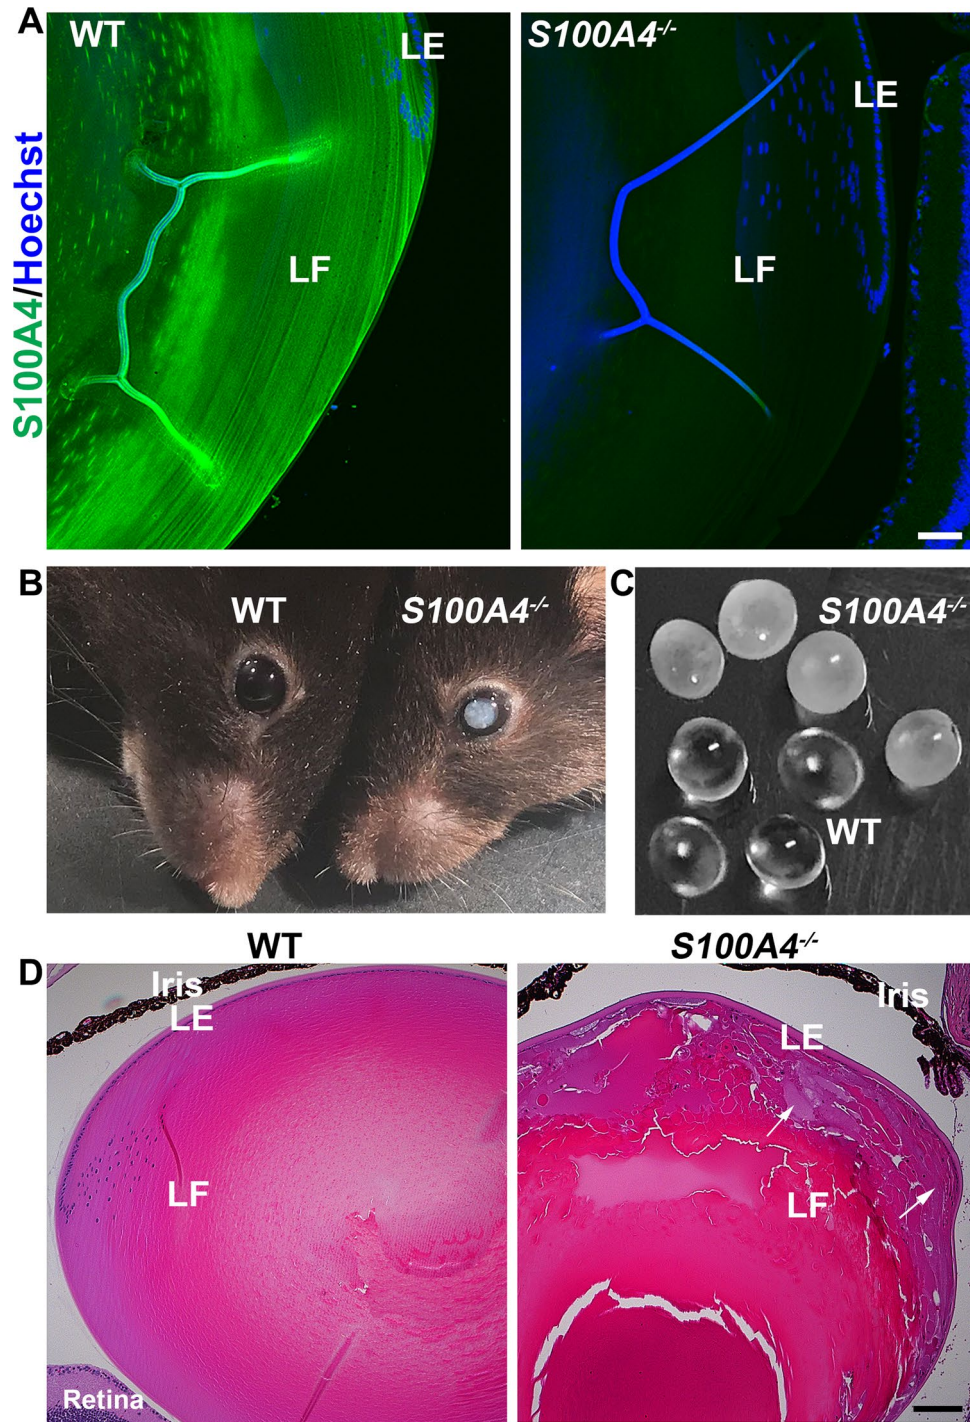 A
WT
LE
LF
S100A4/Hoechst
S100A4-/-
LE
LF
B
WT
S100A4-/-
C
S100A4-/-
WT
WT
S100A4-/-
D
Iris
LE
LF
Retina
Iris
LE
LF